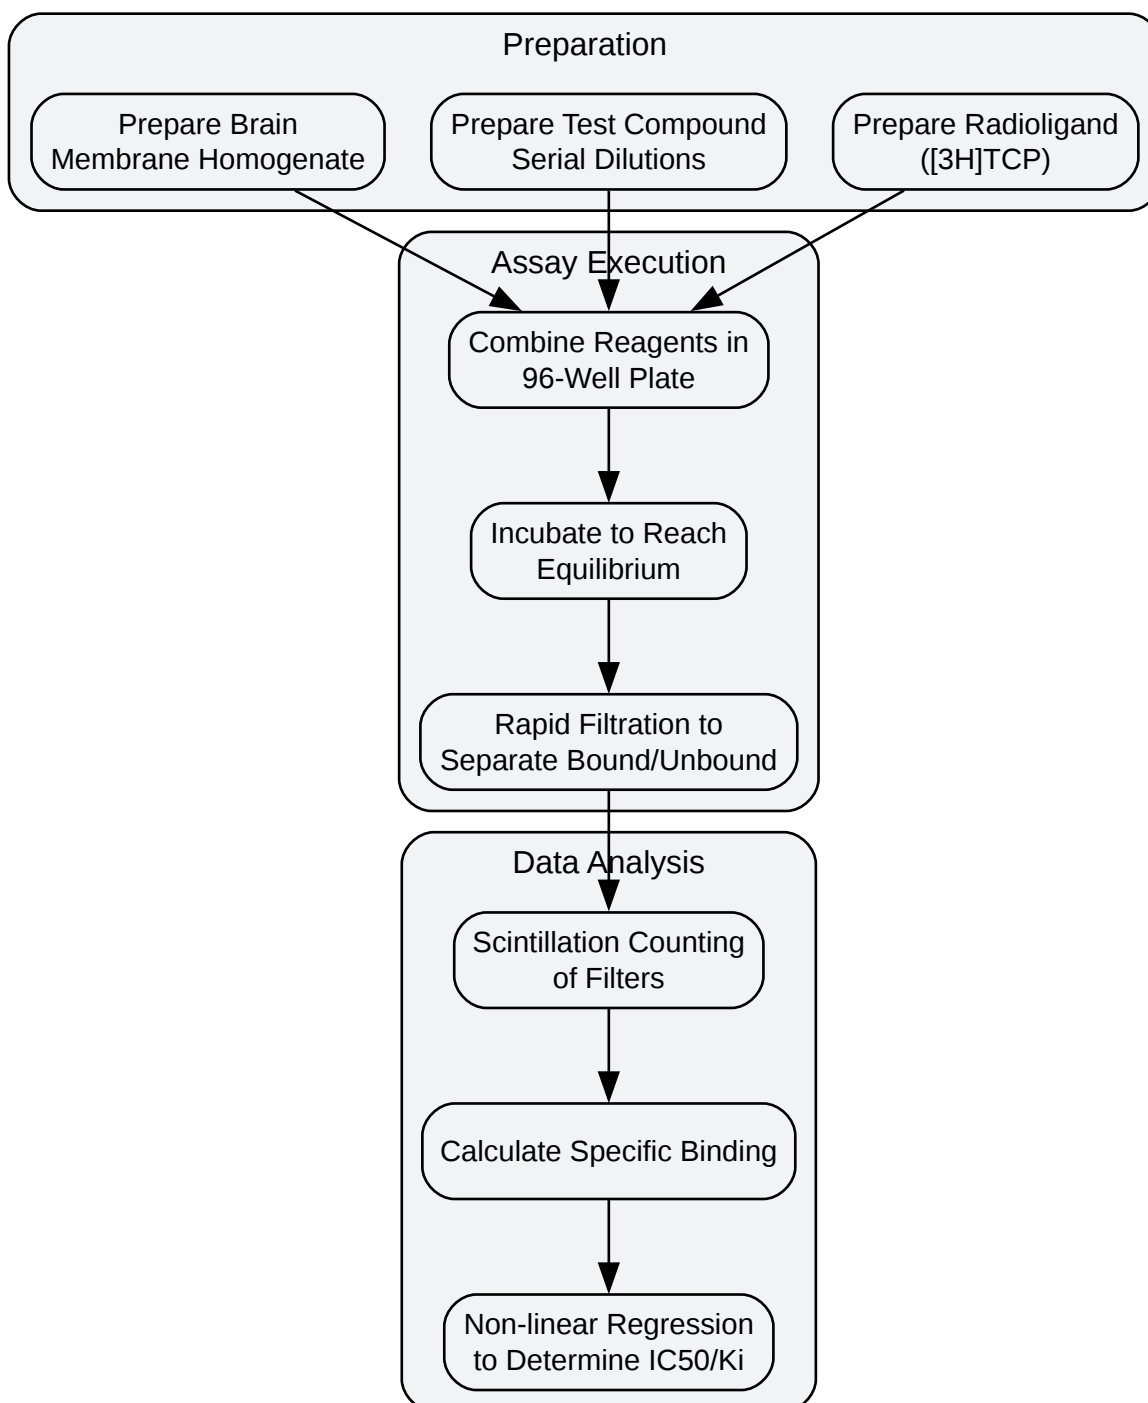 Preparation
Prepare Brain
Membrane Homogenate
Prepare Test Compound
Serial Dilutions
Prepare Radioligand
([3H]TCP)
Assay Execution
Combine Reagents in
96-Well Plate
Incubate to Reach
Equilibrium
Rapid Filtration to
Separate Bound/Unbound
Data Analysis
Scintillation Counting
of Filters
Calculate Specific Binding
Non-linear Regression
to Determine IC50/Ki